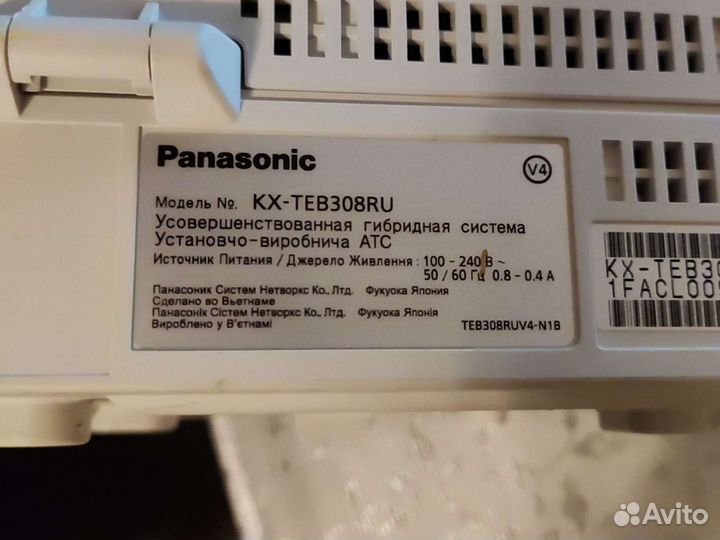 Panasonic
V4
Модель №. KX-TEB308RU
Усовершенствованная гибридная система
Установчо-виробнича АТС
Источник Питания / Джерело Живлення : 100 - 240 В ~
50 / 60 Гц 0.8 - 0.4 A
Панасоник Систем Нетворкс Ко., Лтд. Фукуока Япония
Сделано во Вьетнаме
Панасонік Сістем Нетворкс Ко., Лтд. Фукуока Японія
Вироблено у В'єтнамі
TEB308RUV4-N1B
KX-TEB30
1FACL00
Avito